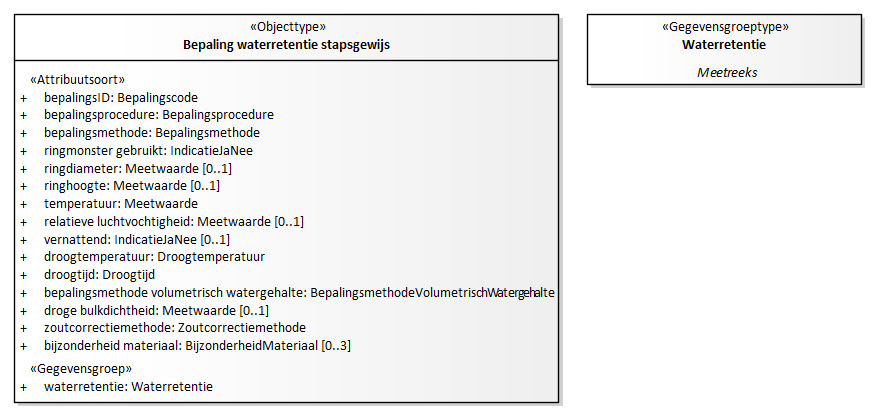 «Objecttype»
Bepaling waterretentie stapsgewijs
«Attribuutsoort»
+ bepalingsID: Bepalingscode
+ bepalingsprocedure: Bepalingsprocedure
+ bepalingsmethode: Bepalingsmethode
+ ringmonster gebruikt: IndicatieJaNee
+ ringdiameter: Meetwaarde [0..1]
+ ringhoogte: Meetwaarde [0..1]
+ temperatuur: Meetwaarde
+ relatieve luchtvochtigheid: Meetwaarde [0..1]
+ vernattend: IndicatieJaNee [0..1]
+ droogtemperatuur: Droogtemperatuur
+ droogtijd: Droogtijd
+ bepalingsmethode volumetrisch watergehalte: BepalingsmethodeVolumetrischWatergehalte
+ droge bulkdichtheid: Meetwaarde [0..1]
+ zoutcorrectiemethode: Zoutcorrectiemethode
+ bijzonderheid materiaal: BijzonderheidMateriaal [0..3]
«Gegevensgroep»
+ waterretentie: Waterretentie
«Gegevensgroeptype»
Waterretentie
Meetreeks